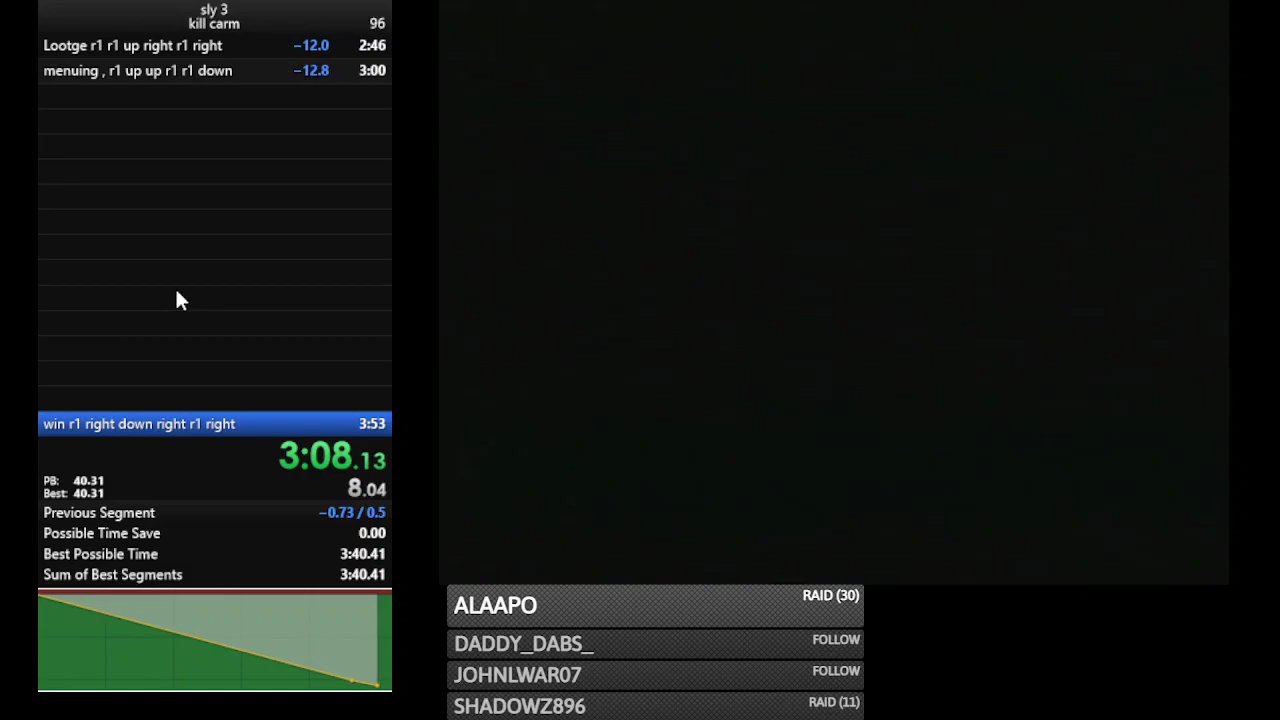 sly 3
kill carm 96
Lootge r1 r1 up right r1 right −12.0 2:46
menuing , r1 up up r1 r1 down −12.8 3:00
win r1 right down right r1 right 3:53
3:08.13
PB: 40.31
Best: 40.31
8.04
Previous Segment −0.73 / 0.5
Possible Time Save 0.00
Best Possible Time 3:40.41
Sum of Best Segments 3:40.41
ALAAPO RAID (30)
DADDY_DABS_ FOLLOW
JOHNLWAR07 FOLLOW
SHADOWZ896 RAID (11)